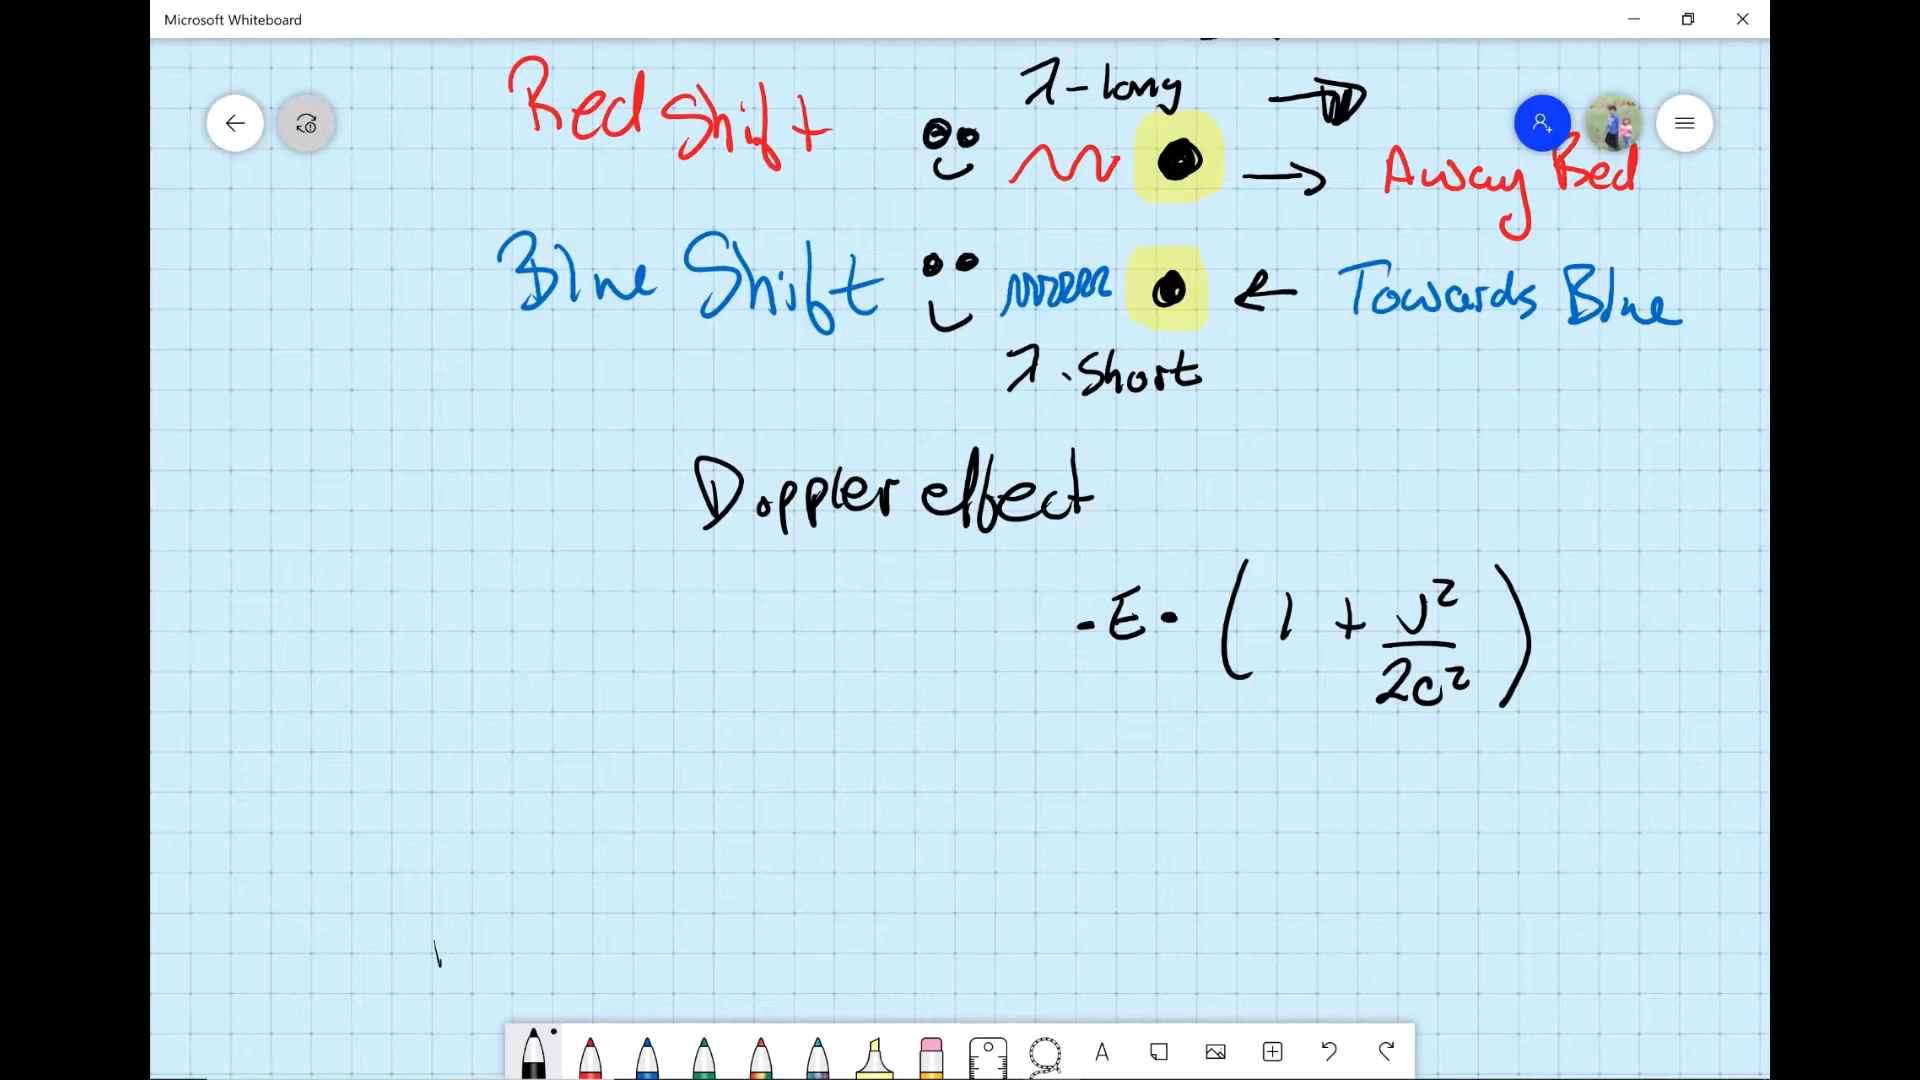 Microsoft Whiteboard
λ - long
Red Shift
Away Red
Blue Shift
Towards Blue
λ . Short
Doppler effect
- E • ( 1 + v² / 2c² )